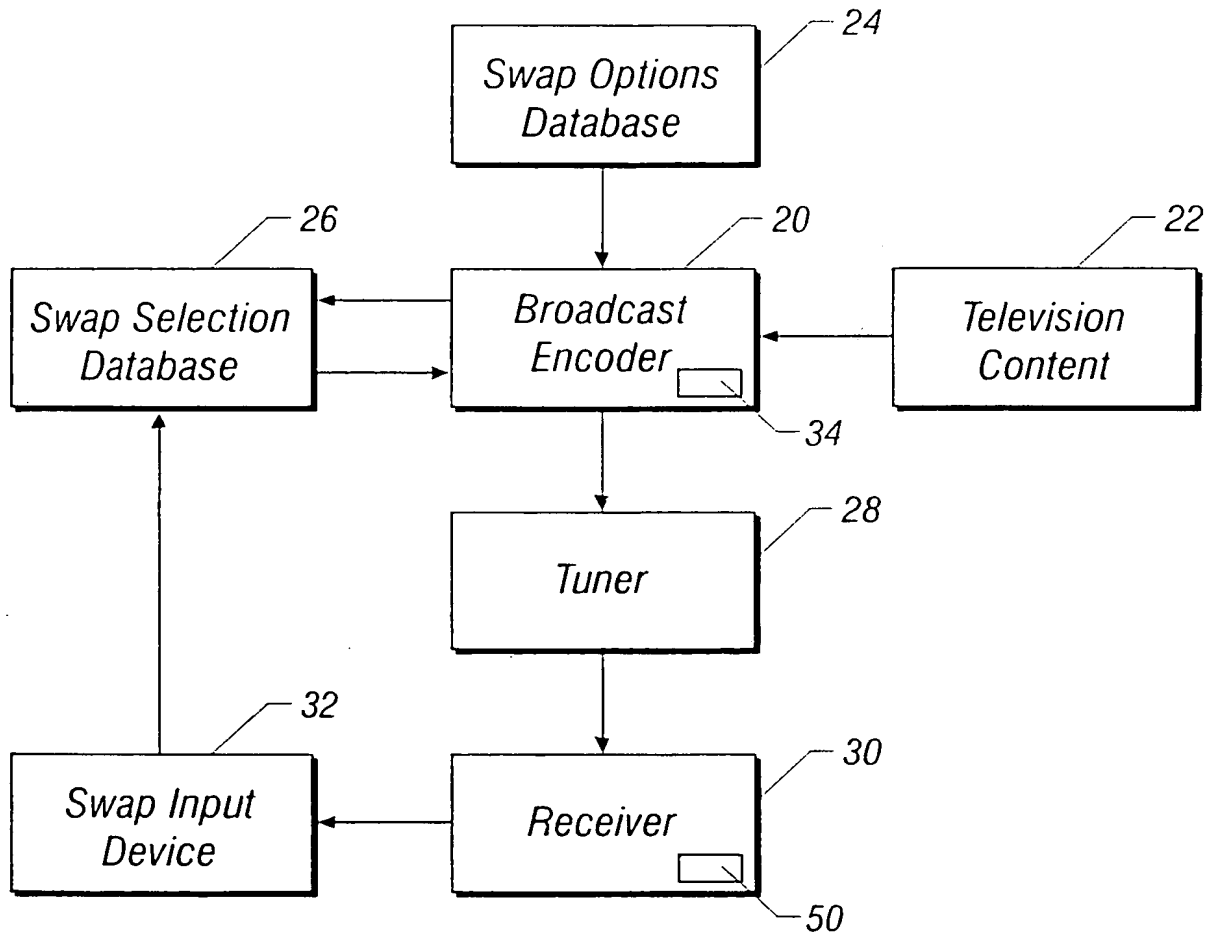 24
Swap Options
Database
26
20
22
Swap Selection
Database
Broadcast
Encoder
Television
Content
34
28
Tuner
32
30
Swap Input
Device
Receiver
50